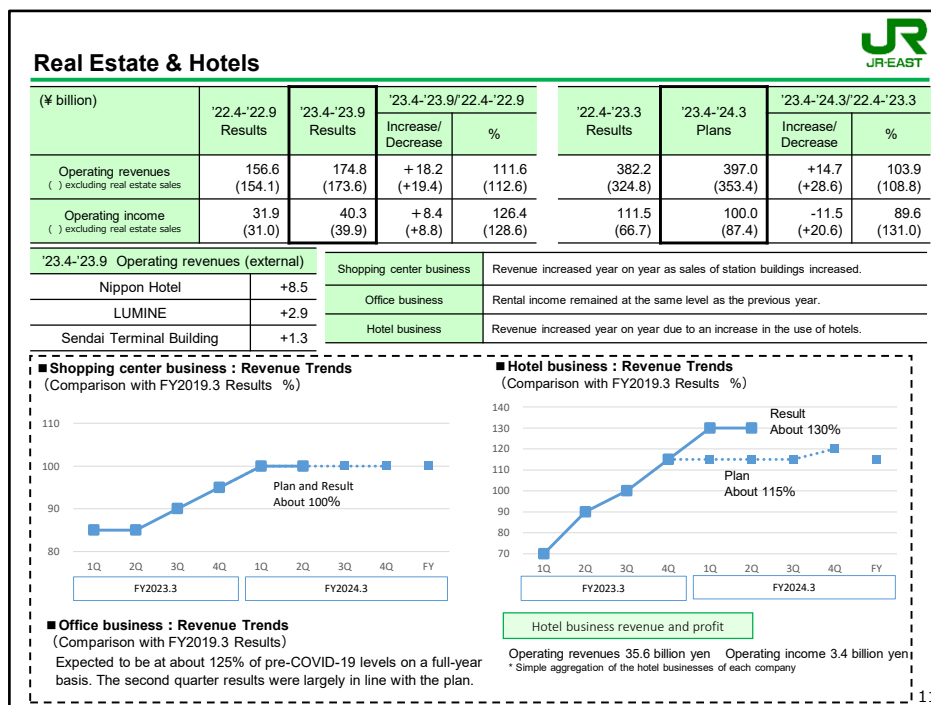 Real Estate & Hotels
JR
JR-EAST
(¥ billion)
'22.4-'22.9 Results
'23.4-'23.9 Results
'23.4-'23.9/'22.4-'22.9
Increase/ Decrease
%
'22.4-'23.3 Results
'23.4-'24.3 Plans
'23.4-'24.3/'22.4-'23.3
Increase/ Decrease
%
Operating revenues 156.6 174.8 +18.2 111.6 382.2 397.0 +14.7 103.9
( ) excluding real estate sales (154.1) (173.6) (+19.4) (112.6) (324.8) (353.4) (+28.6) (108.8)
Operating income 31.9 40.3 +8.4 126.4 111.5 100.0 -11.5 89.6
( ) excluding real estate sales (31.0) (39.9) (+8.8) (128.6) (66.7) (87.4) (+20.6) (131.0)
'23.4-'23.9 Operating revenues (external)
Nippon Hotel +8.5
LUMINE +2.9
Sendai Terminal Building +1.3
Shopping center business Revenue increased year on year as sales of station buildings increased.
Office business Rental income remained at the same level as the previous year.
Hotel business Revenue increased year on year due to an increase in the use of hotels.
■Shopping center business：Revenue Trends
（Comparison with FY2019.3 Results %）
110
100
90
80
Plan and Result
About 100%
1Q 2Q 3Q 4Q 1Q 2Q 3Q 4Q FY
FY2023.3 FY2024.3
■Hotel business：Revenue Trends
（Comparison with FY2019.3 Results %）
140
130
120
110
100
90
80
70
Result
About 130%
Plan
About 115%
1Q 2Q 3Q 4Q 1Q 2Q 3Q 4Q FY
FY2023.3 FY2024.3
■Office business：Revenue Trends
（Comparison with FY2019.3 Results）
Expected to be at about 125% of pre-COVID-19 levels on a full-year
basis. The second quarter results were largely in line with the plan.
Hotel business revenue and profit
Operating revenues 35.6 billion yen Operating income 3.4 billion yen
* Simple aggregation of the hotel businesses of each company
11